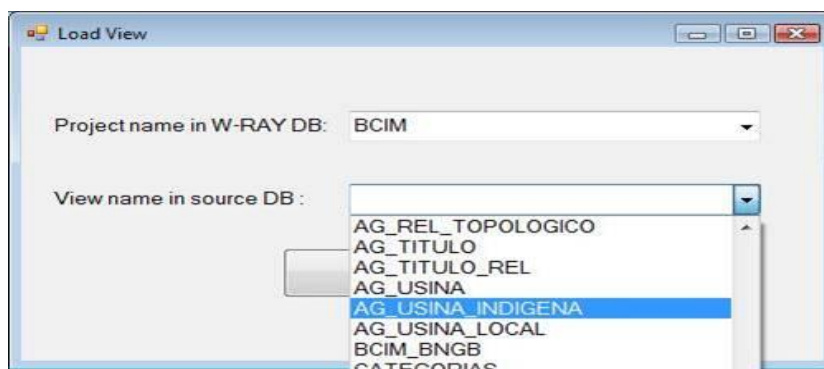 Load View
Project name in W-RAY DB: BCIM
View name in source DB :
AG_REL_TOPOLOGICO
AG_TITULO
AG_TITULO_REL
AG_USINA
AG_USINA_INDIGENA
AG_USINA_LOCAL
BCIM_BNGB
CATEGORIAS